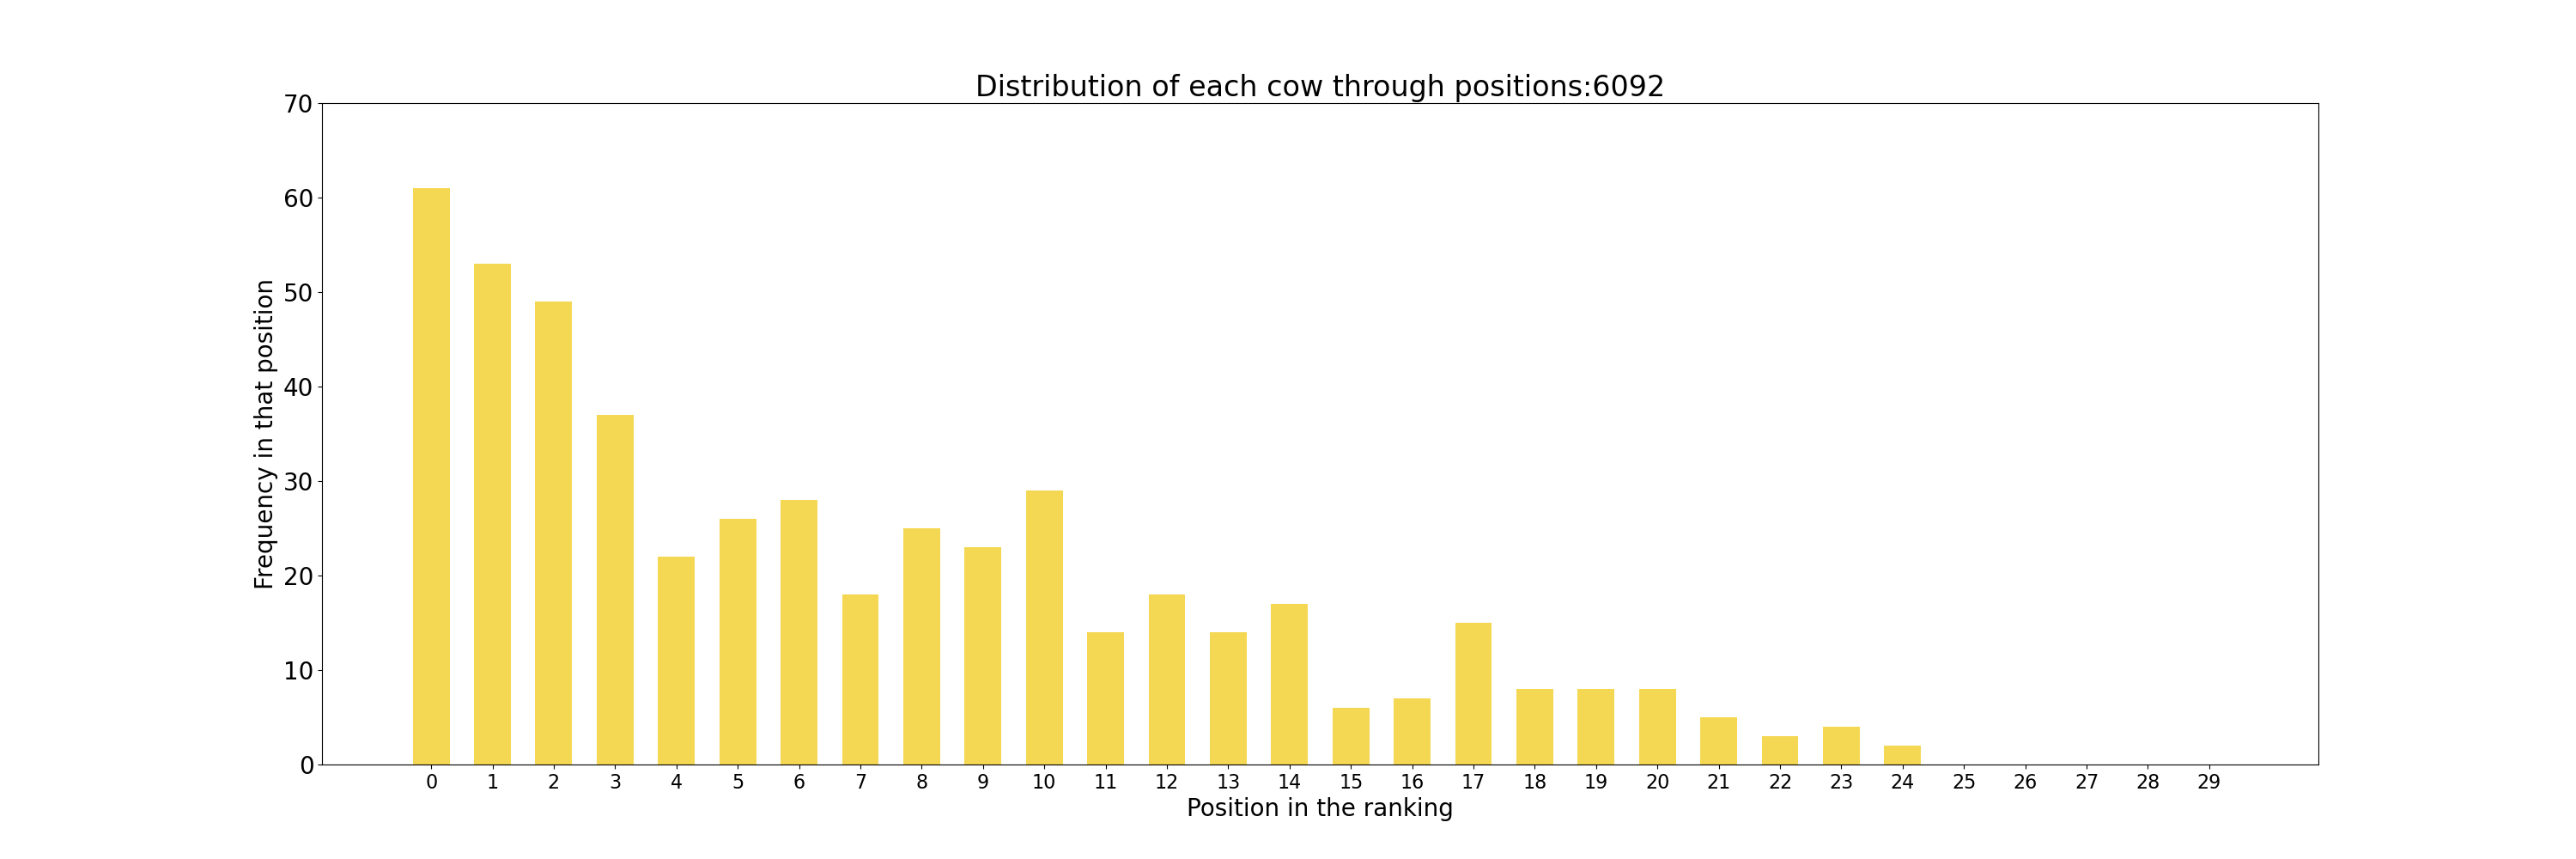 Distribution of each cow through positions:6092
Frequency in that position
70
60
50
40
30
20
10
0
0 1 2 3 4 5 6 7 8 9 10 11 12 13 14 15 16 17 18 19 20 21 22 23 24 25 26 27 28 29
Position in the ranking